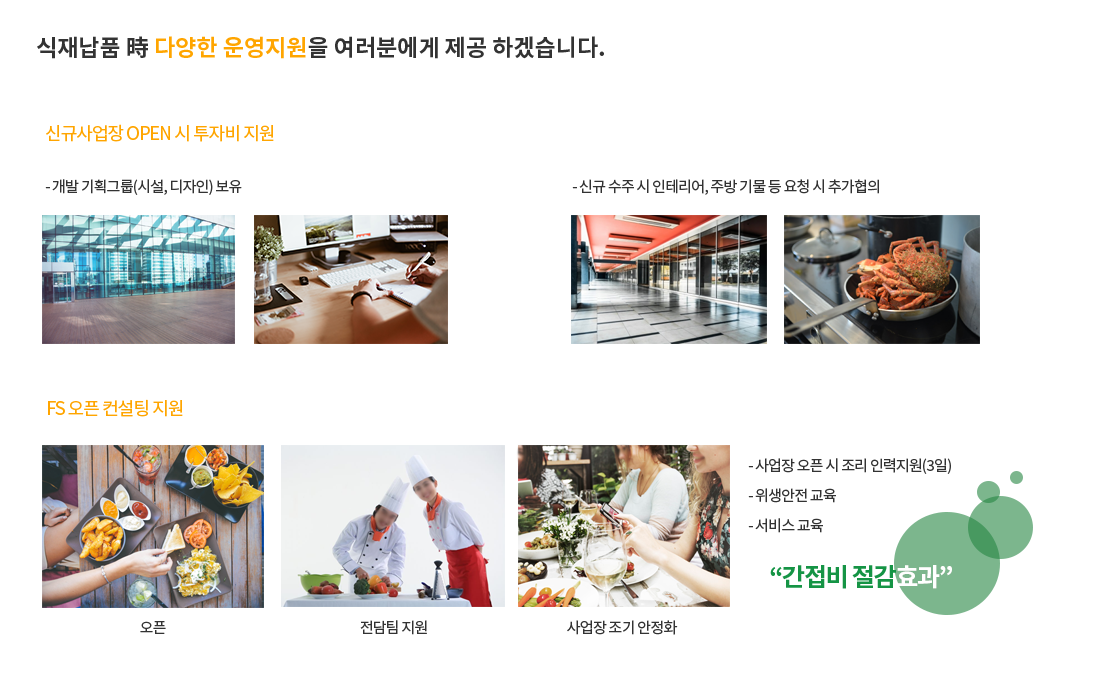 식재납품 時 다양한 운영지원을 여러분에게 제공 하겠습니다.
신규사업장 OPEN 시 투자비 지원
- 개발 기획그룹(시설, 디자인) 보유
- 신규 수주 시 인테리어, 주방 기물 등 요청 시 추가협의
FS 오픈 컨설팅 지원
- 사업장 오픈 시 조리 인력지원(3일)
- 위생안전 교육
- 서비스 교육
“간접비 절감효과”
오픈
전담팀 지원
사업장 조기 안정화